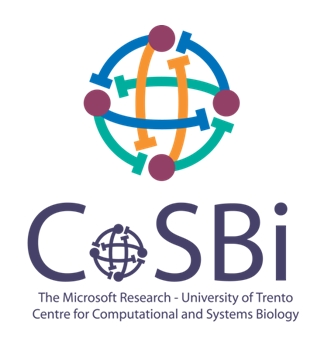 CoSBi
The Microsoft Research - University of Trento
Centre for Computational and Systems Biology